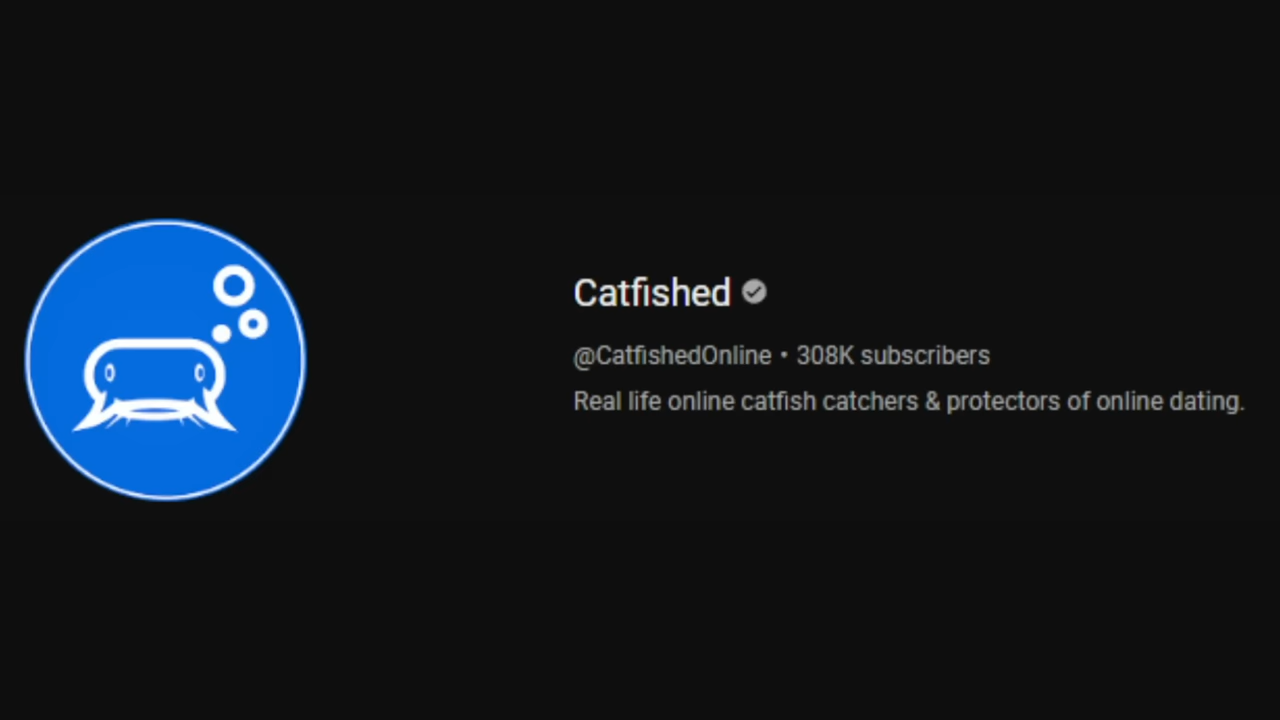 Catfished
@CatfishedOnline • 308K subscribers
Real life online catfish catchers & protectors of online dating.